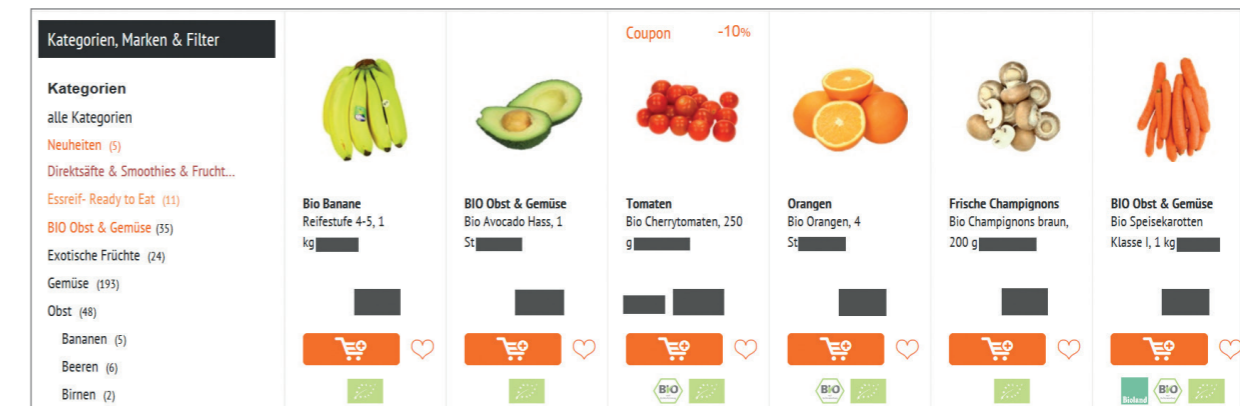 Kategorien, Marken & Filter
Kategorien
alle Kategorien
Neuheiten (5)
Direktsäfte & Smoothies & Frucht...
Essreif- Ready to Eat (11)
BIO Obst & Gemüse (35)
Exotische Früchte (24)
Gemüse (193)
Obst (48)
Bananen (5)
Beeren (6)
Birnen (2)
Bio Banane
Reifestufe 4-5, 1
kg
BIO Obst & Gemüse
Bio Avocado Hass, 1
St
Coupon -10%
Tomaten
Bio Cherrytomaten, 250
g
BIO
Orangen
Bio Orangen, 4
St
BIO
Frische Champignons
Bio Champignons braun,
200 g
BIO Obst & Gemüse
Bio Speisekarotten
Klasse I, 1 kg
Bioland BIO